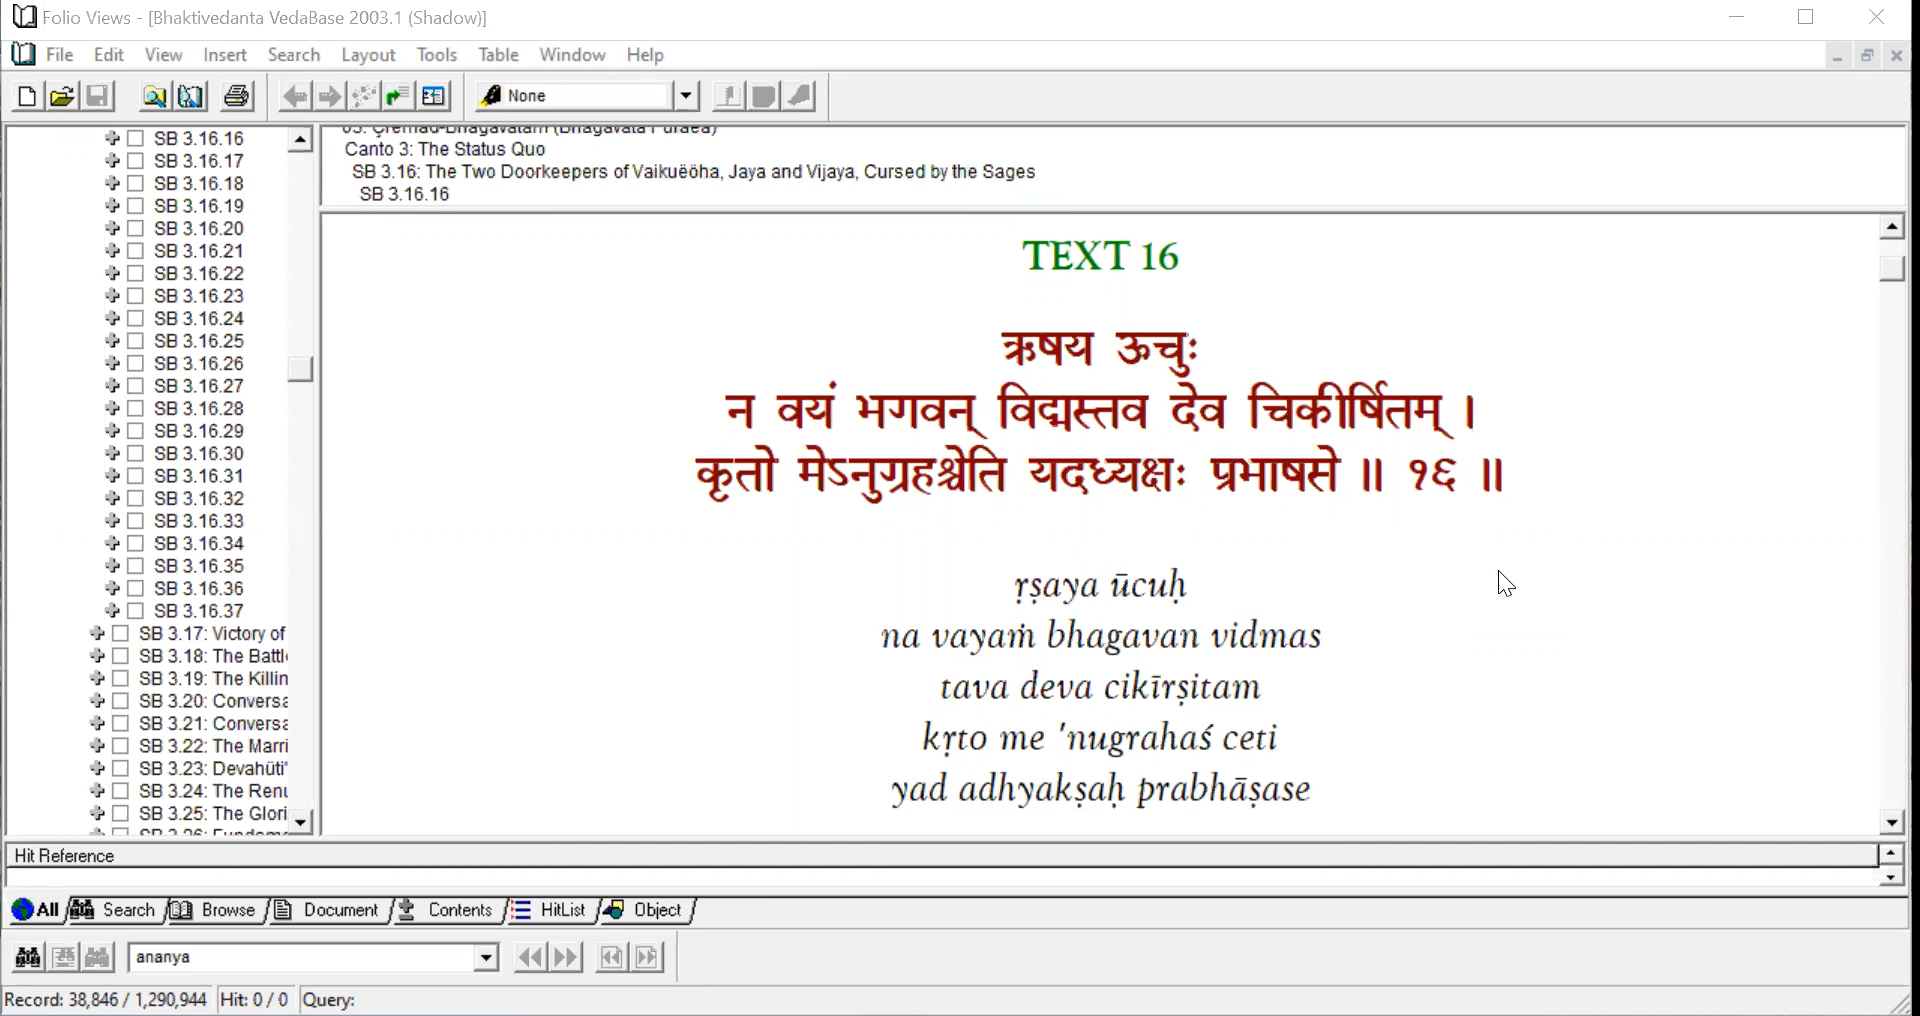 Folio Views - [Bhaktivedanta VedaBase 2003.1 (Shadow)]
File Edit View Insert Search Layout Tools Table Window Help
None
SB 3.16.16
SB 3.16.17
SB 3.16.18
SB 3.16.19
SB 3.16.20
SB 3.16.21
SB 3.16.22
SB 3.16.23
SB 3.16.24
SB 3.16.25
SB 3.16.26
SB 3.16.27
SB 3.16.28
SB 3.16.29
SB 3.16.30
SB 3.16.31
SB 3.16.32
SB 3.16.33
SB 3.16.34
SB 3.16.35
SB 3.16.36
SB 3.16.37
SB 3.17: Victory of
SB 3.18: The Battl
SB 3.19: The Killin
SB 3.20: Conversa
SB 3.21: Conversa
SB 3.22: The Marri
SB 3.23: Devahüti'
SB 3.24: The Renu
SB 3.25: The Glori
Canto 3: The Status Quo
SB 3.16: The Two Doorkeepers of Vaikuëöha, Jaya and Vijaya, Cursed by the Sages
SB 3.16.16
TEXT 16
ऋषय ऊचुः
न वयं भगवन् विद्मस्तव देव चिकीर्षितम् ।
कृतो मेऽनुग्रहश्चेति यदध्यक्षः प्रभाषसे ॥ १६ ॥
ṛṣaya ūcuḥ
na vayaṁ bhagavan vidmas
tava deva cikīrṣitam
kṛto me 'nugrahaś ceti
yad adhyakṣaḥ prabhāṣase
Hit Reference
All Search Browse Document Contents HitList Object
ananya
Record: 38,846 / 1,290,944 Hit: 0 / 0 Query: